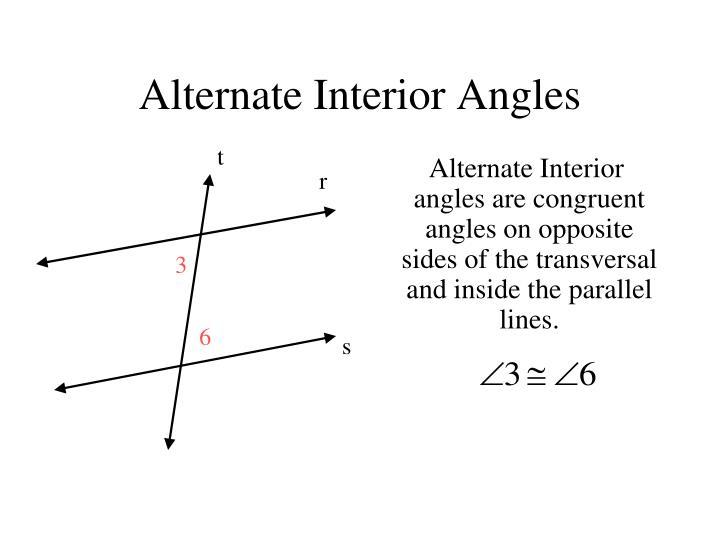 Alternate Interior Angles
t
r
3
6
s
Alternate Interior
angles are congruent
angles on opposite
sides of the transversal
and inside the parallel
lines.
∠3 ≅ ∠6